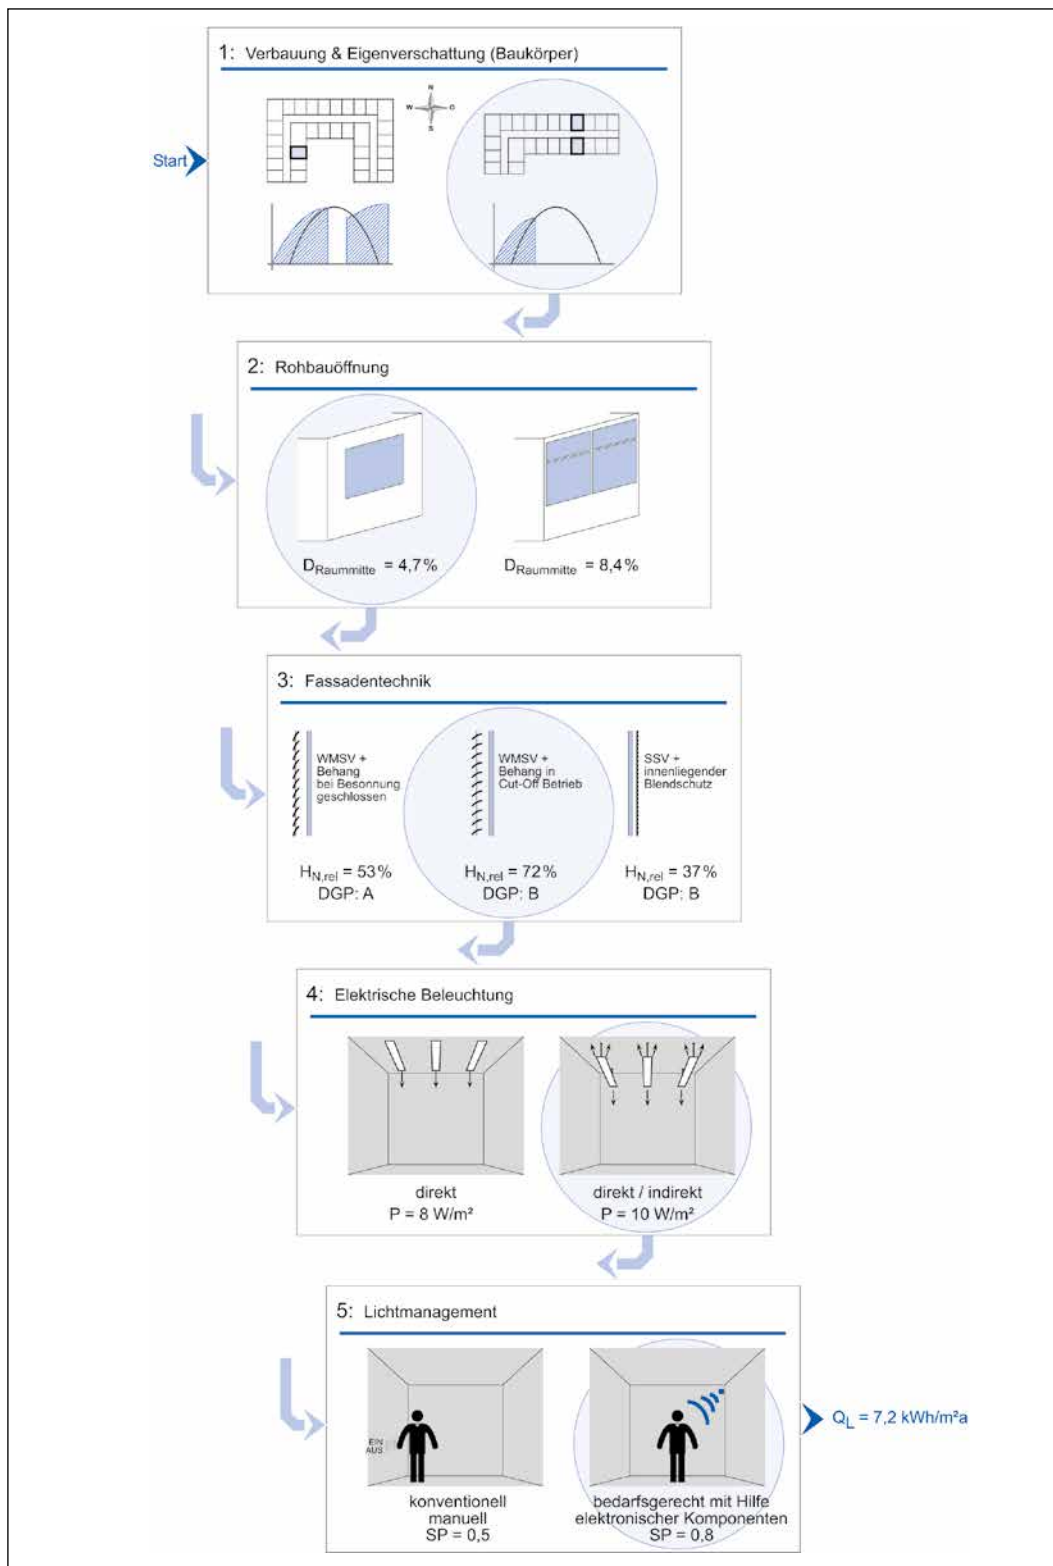 1: Verbauung & Eigenverschattung (Baukörper)
N
W O
S
Start
2: Rohbauöffnung
DRaummitte = 4,7%
DRaummitte = 8,4%
3: Fassadentechnik
WMSV +
Behang
bei Besonnung
geschlossen
HN,rel = 53%
DGP: A
WMSV +
Behang in
Cut-Off Betrieb
HN,rel = 72%
DGP: B
SSV +
innenliegender
Blendschutz
HN,rel = 37%
DGP: B
4: Elektrische Beleuchtung
direkt
P = 8 W/m²
direkt / indirekt
P = 10 W/m²
5: Lichtmanagement
EIN
AUS
konventionell
manuell
SP = 0,5
bedarfsgerecht mit Hilfe
elektronischer Komponenten
SP = 0,8
QL = 7,2 kWh/m²a